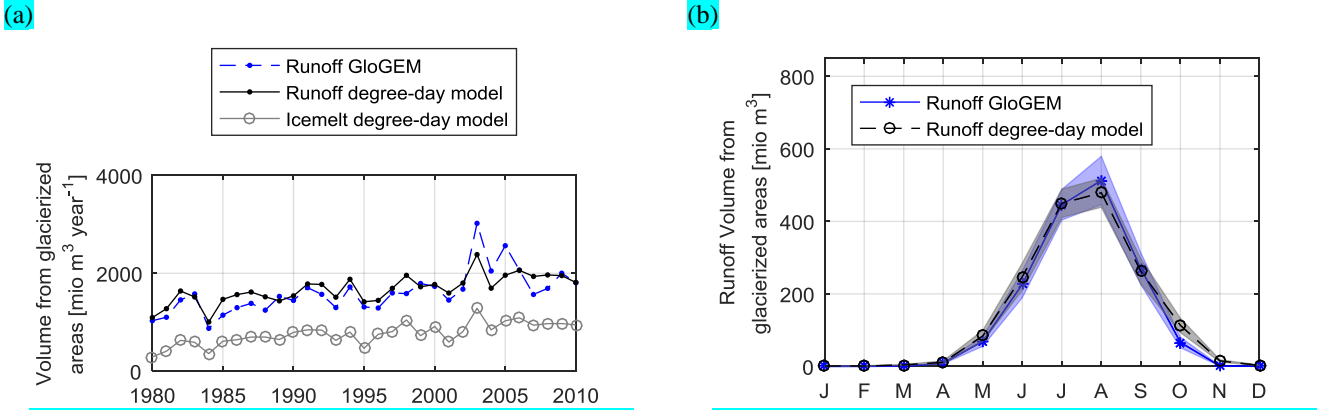 (a)
Runoff GloGEM
Runoff degree-day model
Icemelt degree-day model
Volume from glacierized
areas [mio m³ year⁻¹]
4000
2000
0
1980 1985 1990 1995 2000 2005 2010
(b)
Runoff GloGEM
Runoff degree-day model
Runoff Volume from
glacierized areas [mio m³]
800
600
400
200
0
J F M A M J J A S O N D